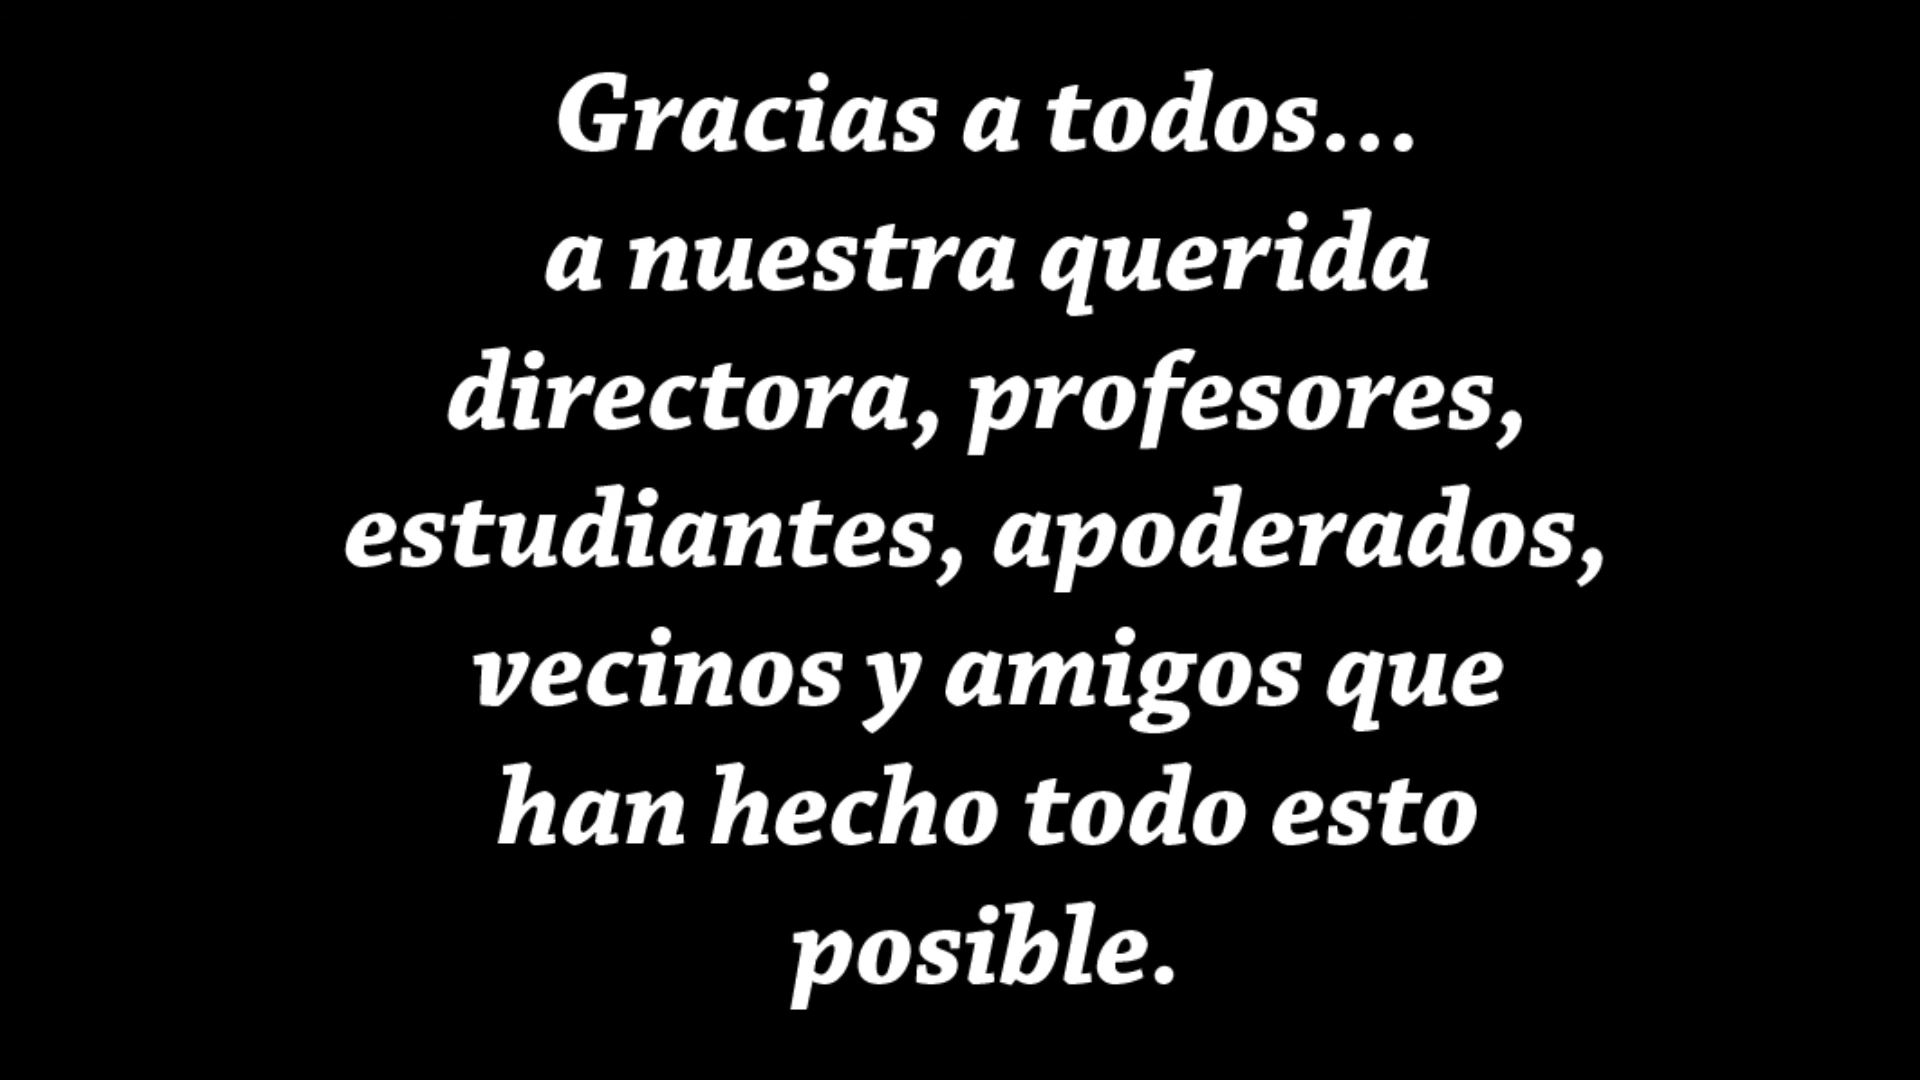 Gracias a todos...
a nuestra querida
directora, profesores,
estudiantes, apoderados,
vecinos y amigos que
han hecho todo esto
posible.